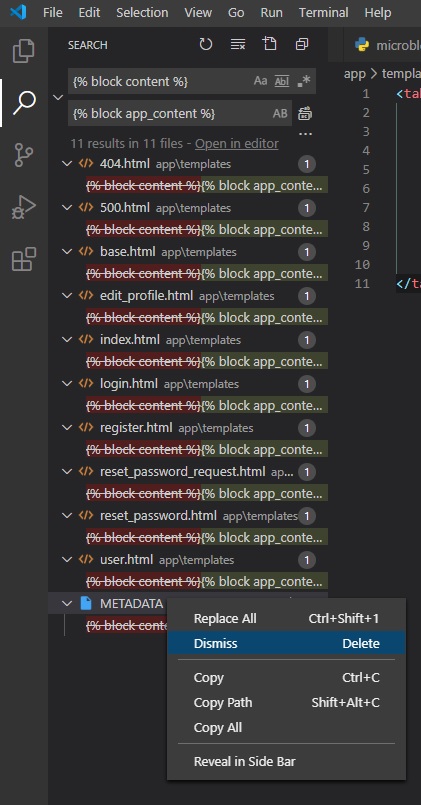 File Edit Selection View Go Run Terminal Help
SEARCH
microblo
{% block content %} Aa Abl .*
app > templa
{% block app_content %} AB
1 <ta
2
...
3
11 results in 11 files - Open in editor
4
404.html app\templates 1
5
{% block content %}{% block app_conte...
6
500.html app\templates 1
7
{% block content %}{% block app_conte...
8
base.html app\templates 1
9
{% block content %}{% block app_conte...
10
edit_profile.html app\templates 1
11 </ta
{% block content %}{% block app_conte...
index.html app\templates 1
{% block content %}{% block app_conte...
login.html app\templates 1
{% block content %}{% block app_conte...
register.html app\templates 1
{% block content %}{% block app_conte...
reset_password_request.html ap... 1
{% block content %}{% block app_conte...
reset_password.html app\templates 1
{% block content %}{% block app_conte...
user.html app\templates 1
{% block content %}{% block app_conte...
METADATA
{% block conte
Replace All Ctrl+Shift+1
Dismiss Delete
Copy Ctrl+C
Copy Path Shift+Alt+C
Copy All
Reveal in Side Bar